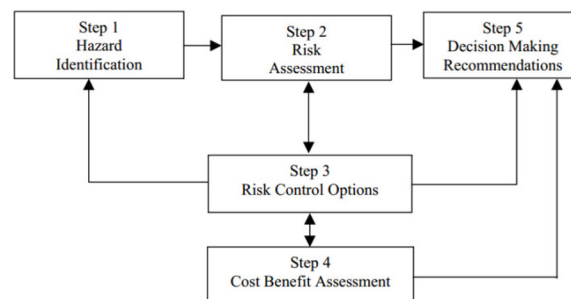 Step 1
Hazard
Identification
Step 2
Risk
Assessment
Step 5
Decision Making
Recommendations
Step 3
Risk Control Options
Step 4
Cost Benefit Assessment